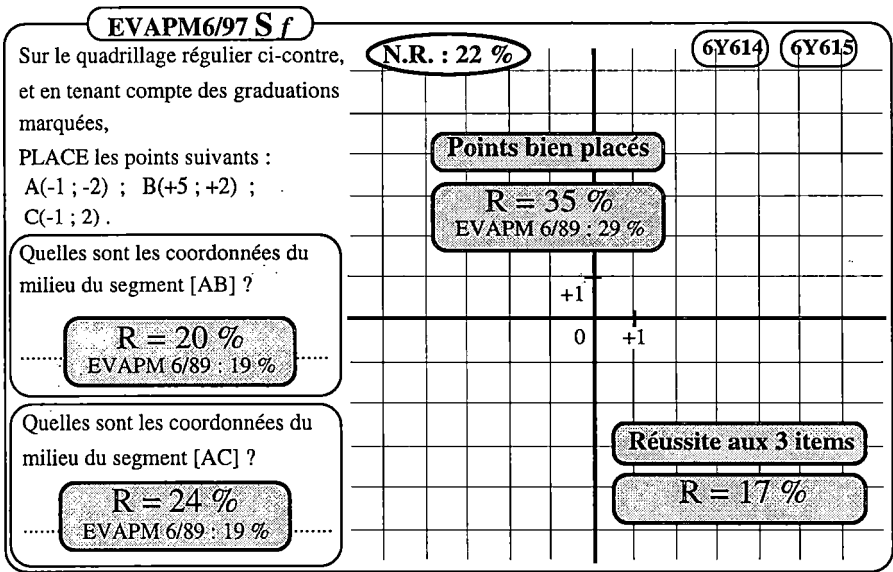 EVAPM6/97 S f
Sur le quadrillage régulier ci-contre,
et en tenant compte des graduations
marquées,
PLACE les points suivants :
A(-1 ; -2) ; B(+5 ; +2) ;
C(-1 ; 2) .
Quelles sont les coordonnées du
milieu du segment [AB] ?
R = 20 %
EVAPM 6/89 : 19 %
Quelles sont les coordonnées du
milieu du segment [AC] ?
R = 24 %
EVAPM 6/89 : 19 %
N.R. : 22 %
6Y614 6Y615
Points bien placés
R = 35 %
EVAPM 6/89 : 29 %
+1
0 +1
Réussite aux 3 items
R = 17 %